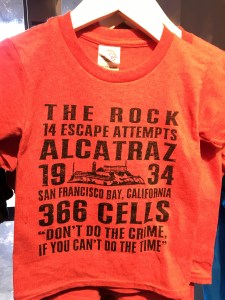 THE ROCK
14 ESCAPE ATTEMPTS
ALCATRAZ
19 34
SAN FRANCISCO BAY, CALIFORNIA
366 CELLS
"DON'T DO THE CRIME,
IF YOU CAN'T DO THE TIME"